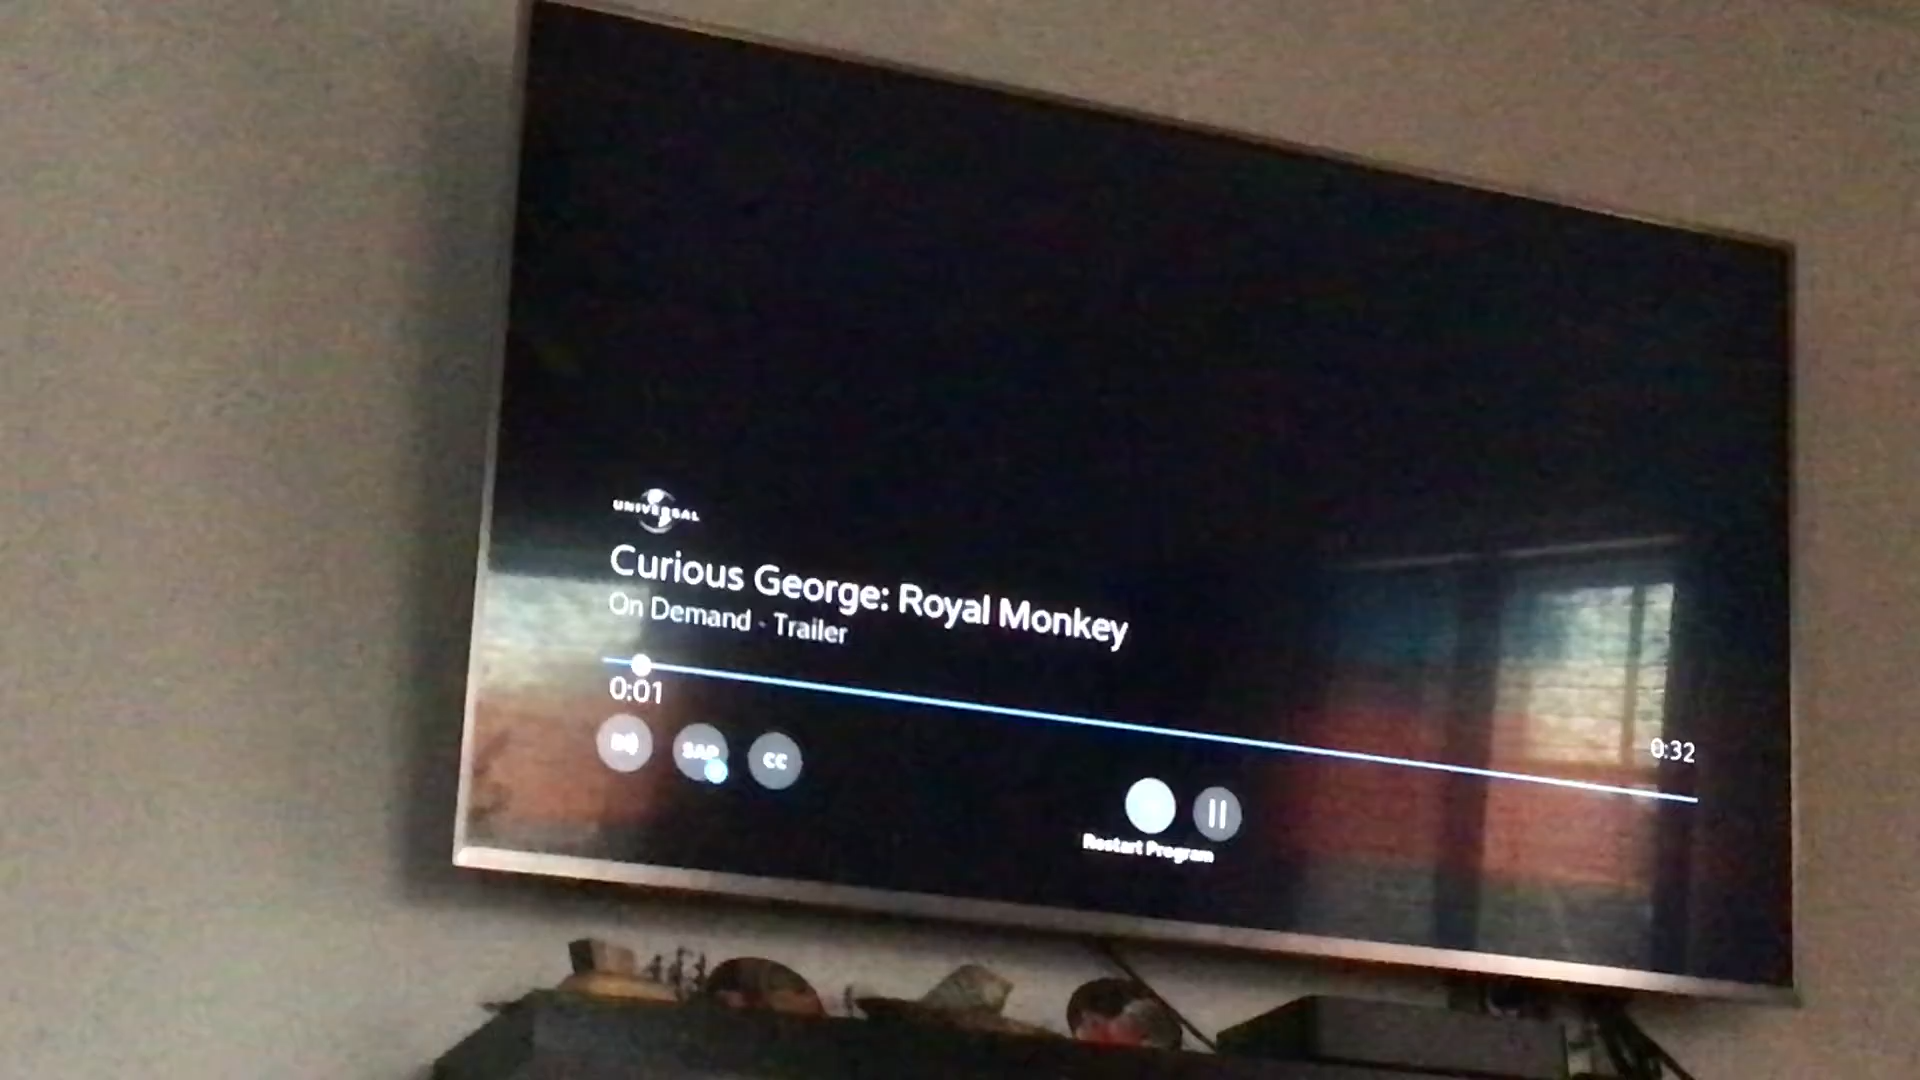 UNIVERSAL
Curious George: Royal Monkey
On Demand - Trailer
0:01
0:32
SAP
CC
Restart Program